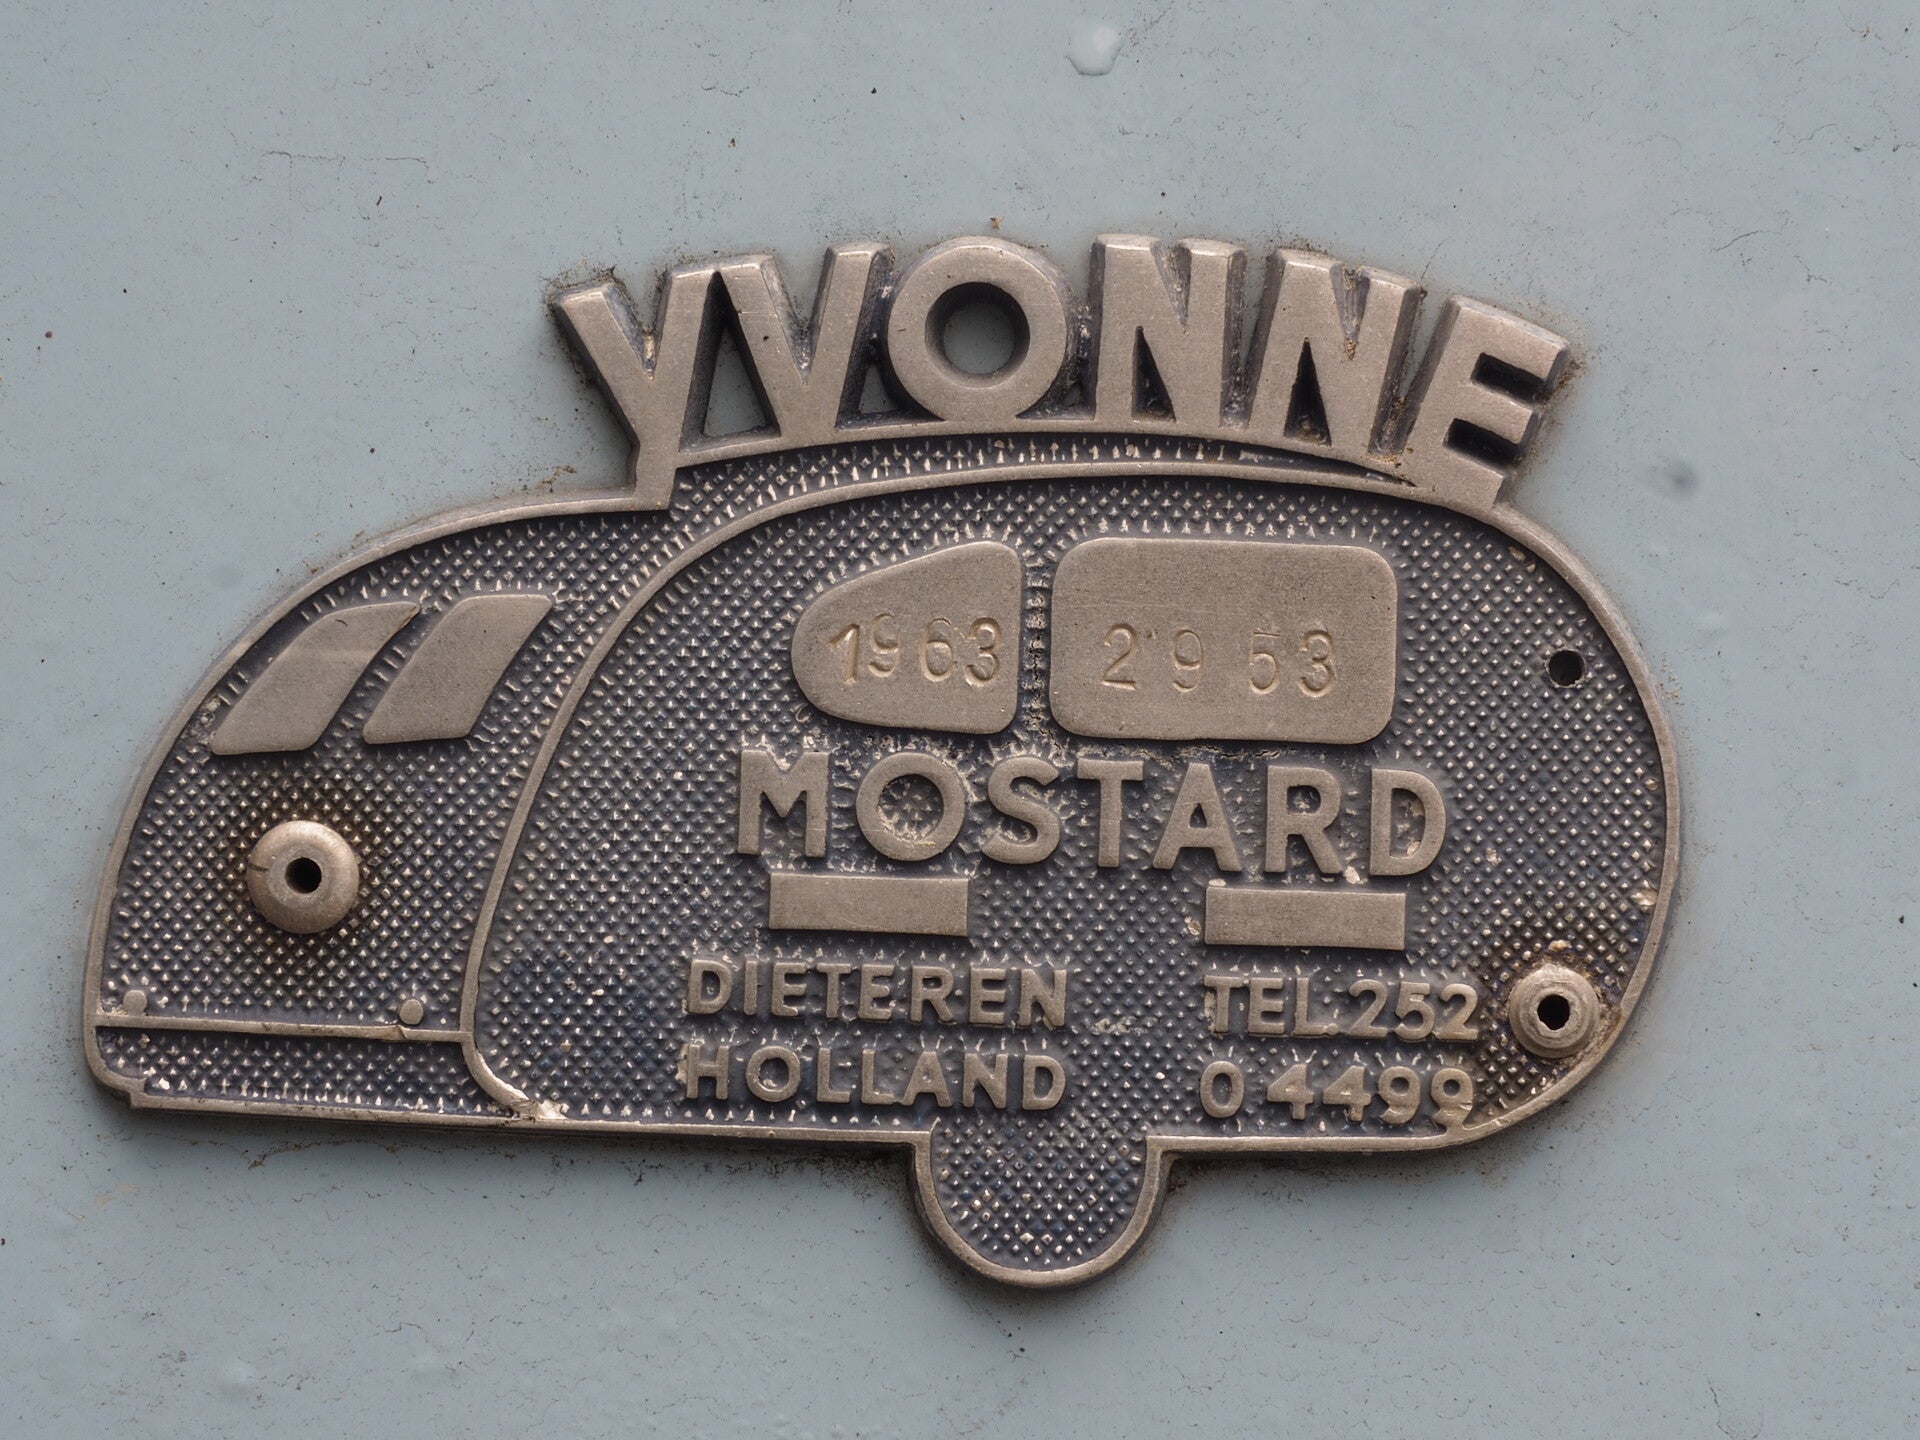 YVONNE
1963 2953
MOSTARD
DIETEREN TEL.252
HOLLAND 04499